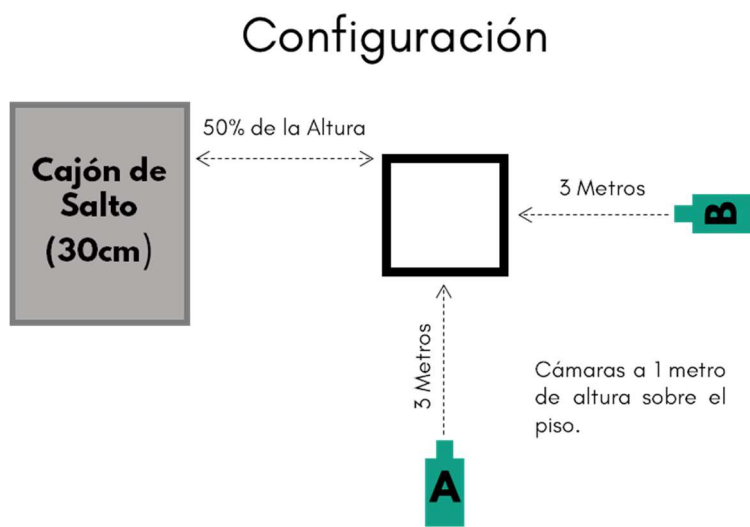 Configuración
50% de la Altura
Cajón de
Salto
(30cm)
3 Metros
B
3 Metros
Cámaras a 1 metro
de altura sobre el
piso.
A